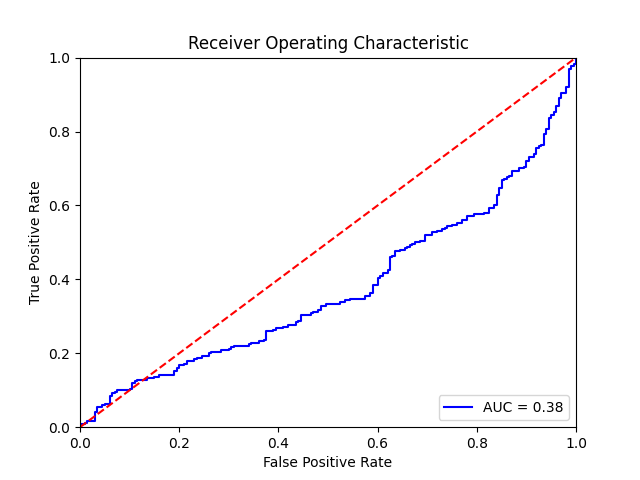 Receiver Operating Characteristic
True Positive Rate
1.0
0.8
0.6
0.4
0.2
0.0
AUC = 0.38
0.0 0.2 0.4 0.6 0.8 1.0
False Positive Rate